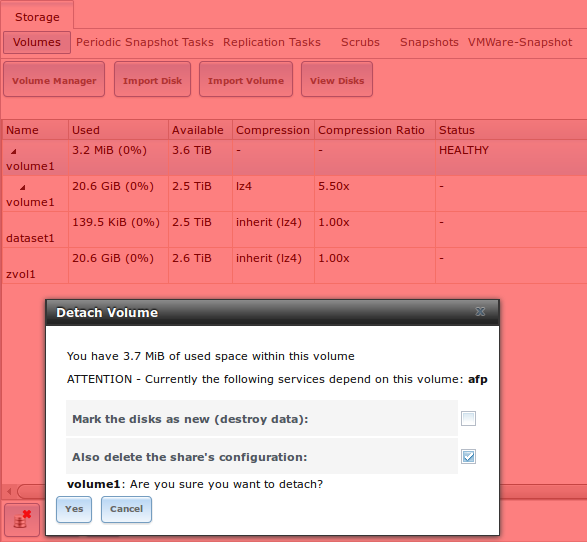 Storage
Volumes Periodic Snapshot Tasks Replication Tasks Scrubs Snapshots VMWare-Snapshot
Volume Manager Import Disk Import Volume View Disks
Name Used Available Compression Compression Ratio Status
volume1 3.2 MiB (0%) 3.6 TiB - - HEALTHY
volume1 20.6 GiB (0%) 2.5 TiB lz4 5.50x -
dataset1 139.5 KiB (0%) 2.5 TiB inherit (lz4) 1.00x -
zvol1 20.6 GiB (0%) 2.6 TiB inherit (lz4) 1.00x -
Detach Volume
You have 3.7 MiB of used space within this volume
ATTENTION - Currently the following services depend on this volume: afp
Mark the disks as new (destroy data):
Also delete the share's configuration:
volume1: Are you sure you want to detach?
Yes Cancel